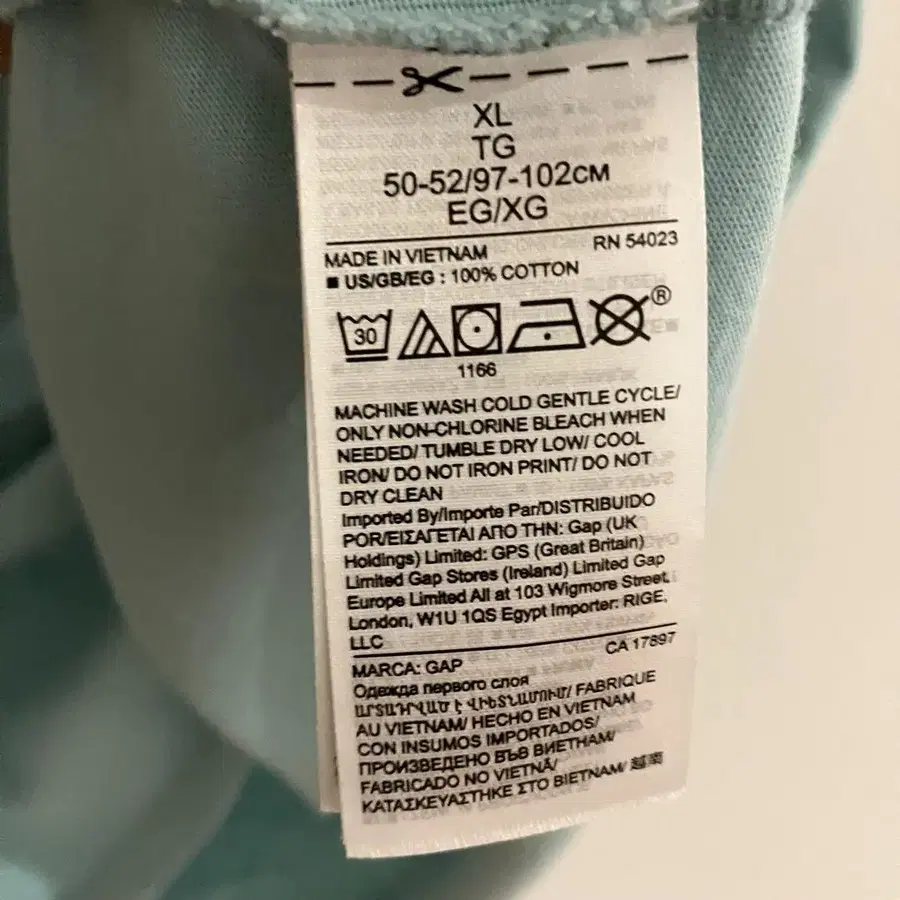 XL
TG
50-52/97-102см
EG/XG
MADE IN VIETNAM RN 54023
■ US/GB/EG : 100% COTTON
30
®
1166
MACHINE WASH COLD GENTLE CYCLE/
ONLY NON-CHLORINE BLEACH WHEN
NEEDED/ TUMBLE DRY LOW/ COOL
IRON/ DO NOT IRON PRINT/ DO NOT
DRY CLEAN
Imported By/Importe Par/DISTRIBUIDO
POR/ΕΙΣΑΓΕΤΑΙ ΑΠΟ ΤΗΝ: Gap (UK
Holdings) Limited: GPS (Great Britain)
Limited Gap Stores (Ireland) Limited Gap
Europe Limited All at 103 Wigmore Street,
London, W1U 1QS Egypt Importer: RIGE,
LLC
CA 17897
MARCA: GAP
Одежда первого слоя
ԱՐՏԱԴՐՎԱԾ Է ՎԻԵՏՆԱՄՈՒՄ/ FABRIQUE
AU VIETNAM/ HECHO EN VIETNAM
CON INSUMOS IMPORTADOS/
ПРОИЗВЕДЕНО ВЪВ ВИЕТНАМ/
FABRICADO NO VIETNÃ/
ΚΑΤΑΣΚΕΥΑΣΤΗΚΕ ΣΤΟ ΒΙΕΤΝΑΜ/ 越南